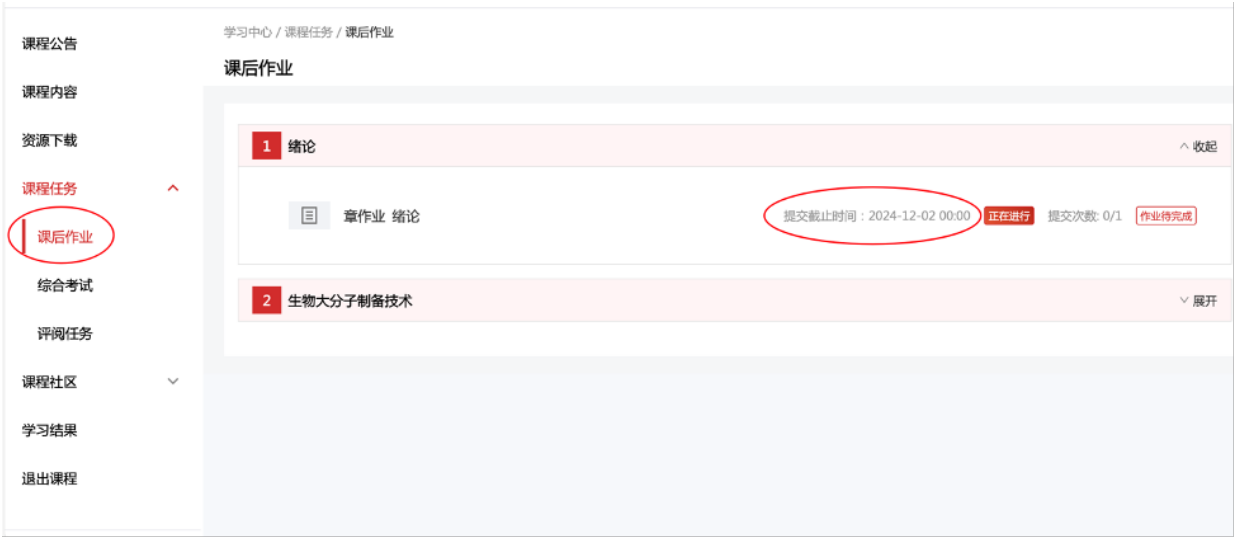 课程公告
课程内容
资源下载
课程任务
课后作业
综合考试
评阅任务
课程社区
学习结果
退出课程
学习中心 / 课程任务 / 课后作业
课后作业
1 绪论 收起
章作业 绪论 提交截止时间：2024-12-02 00:00 正在进行 提交次数: 0/1 作业待完成
2 生物大分子制备技术 展开